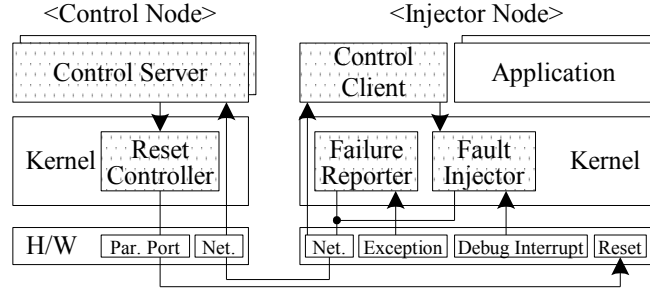 <Control Node>
<Injector Node>
Control Server
Control
Client
Application
Kernel
Reset
Controller
Failure
Reporter
Fault
Injector
Kernel
H/W
Par. Port
Net.
Net.
Exception
Debug Interrupt
Reset